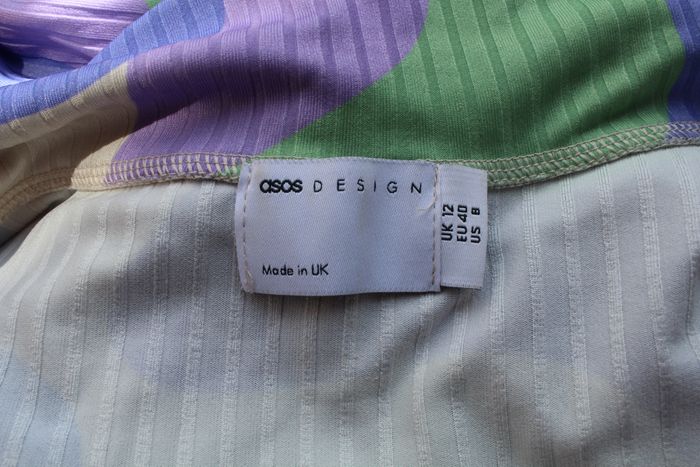 asos DESIGN
Made in UK
UK 12
EU 40
US 8